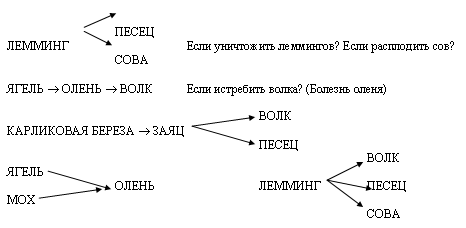 ПЕСЕЦ
ЛЕММИНГ Если уничтожить леммингов? Если расплодить сов?
СОВА
ЯГЕЛЬ → ОЛЕНЬ → ВОЛК Если истребить волка? (Болезнь оленя)
ВОЛК
КАРЛИКОВАЯ БЕРЕЗА → ЗАЯЦ
ПЕСЕЦ
ВОЛК
ЯГЕЛЬ
ОЛЕНЬ ЛЕММИНГ ПЕСЕЦ
МОХ
СОВА